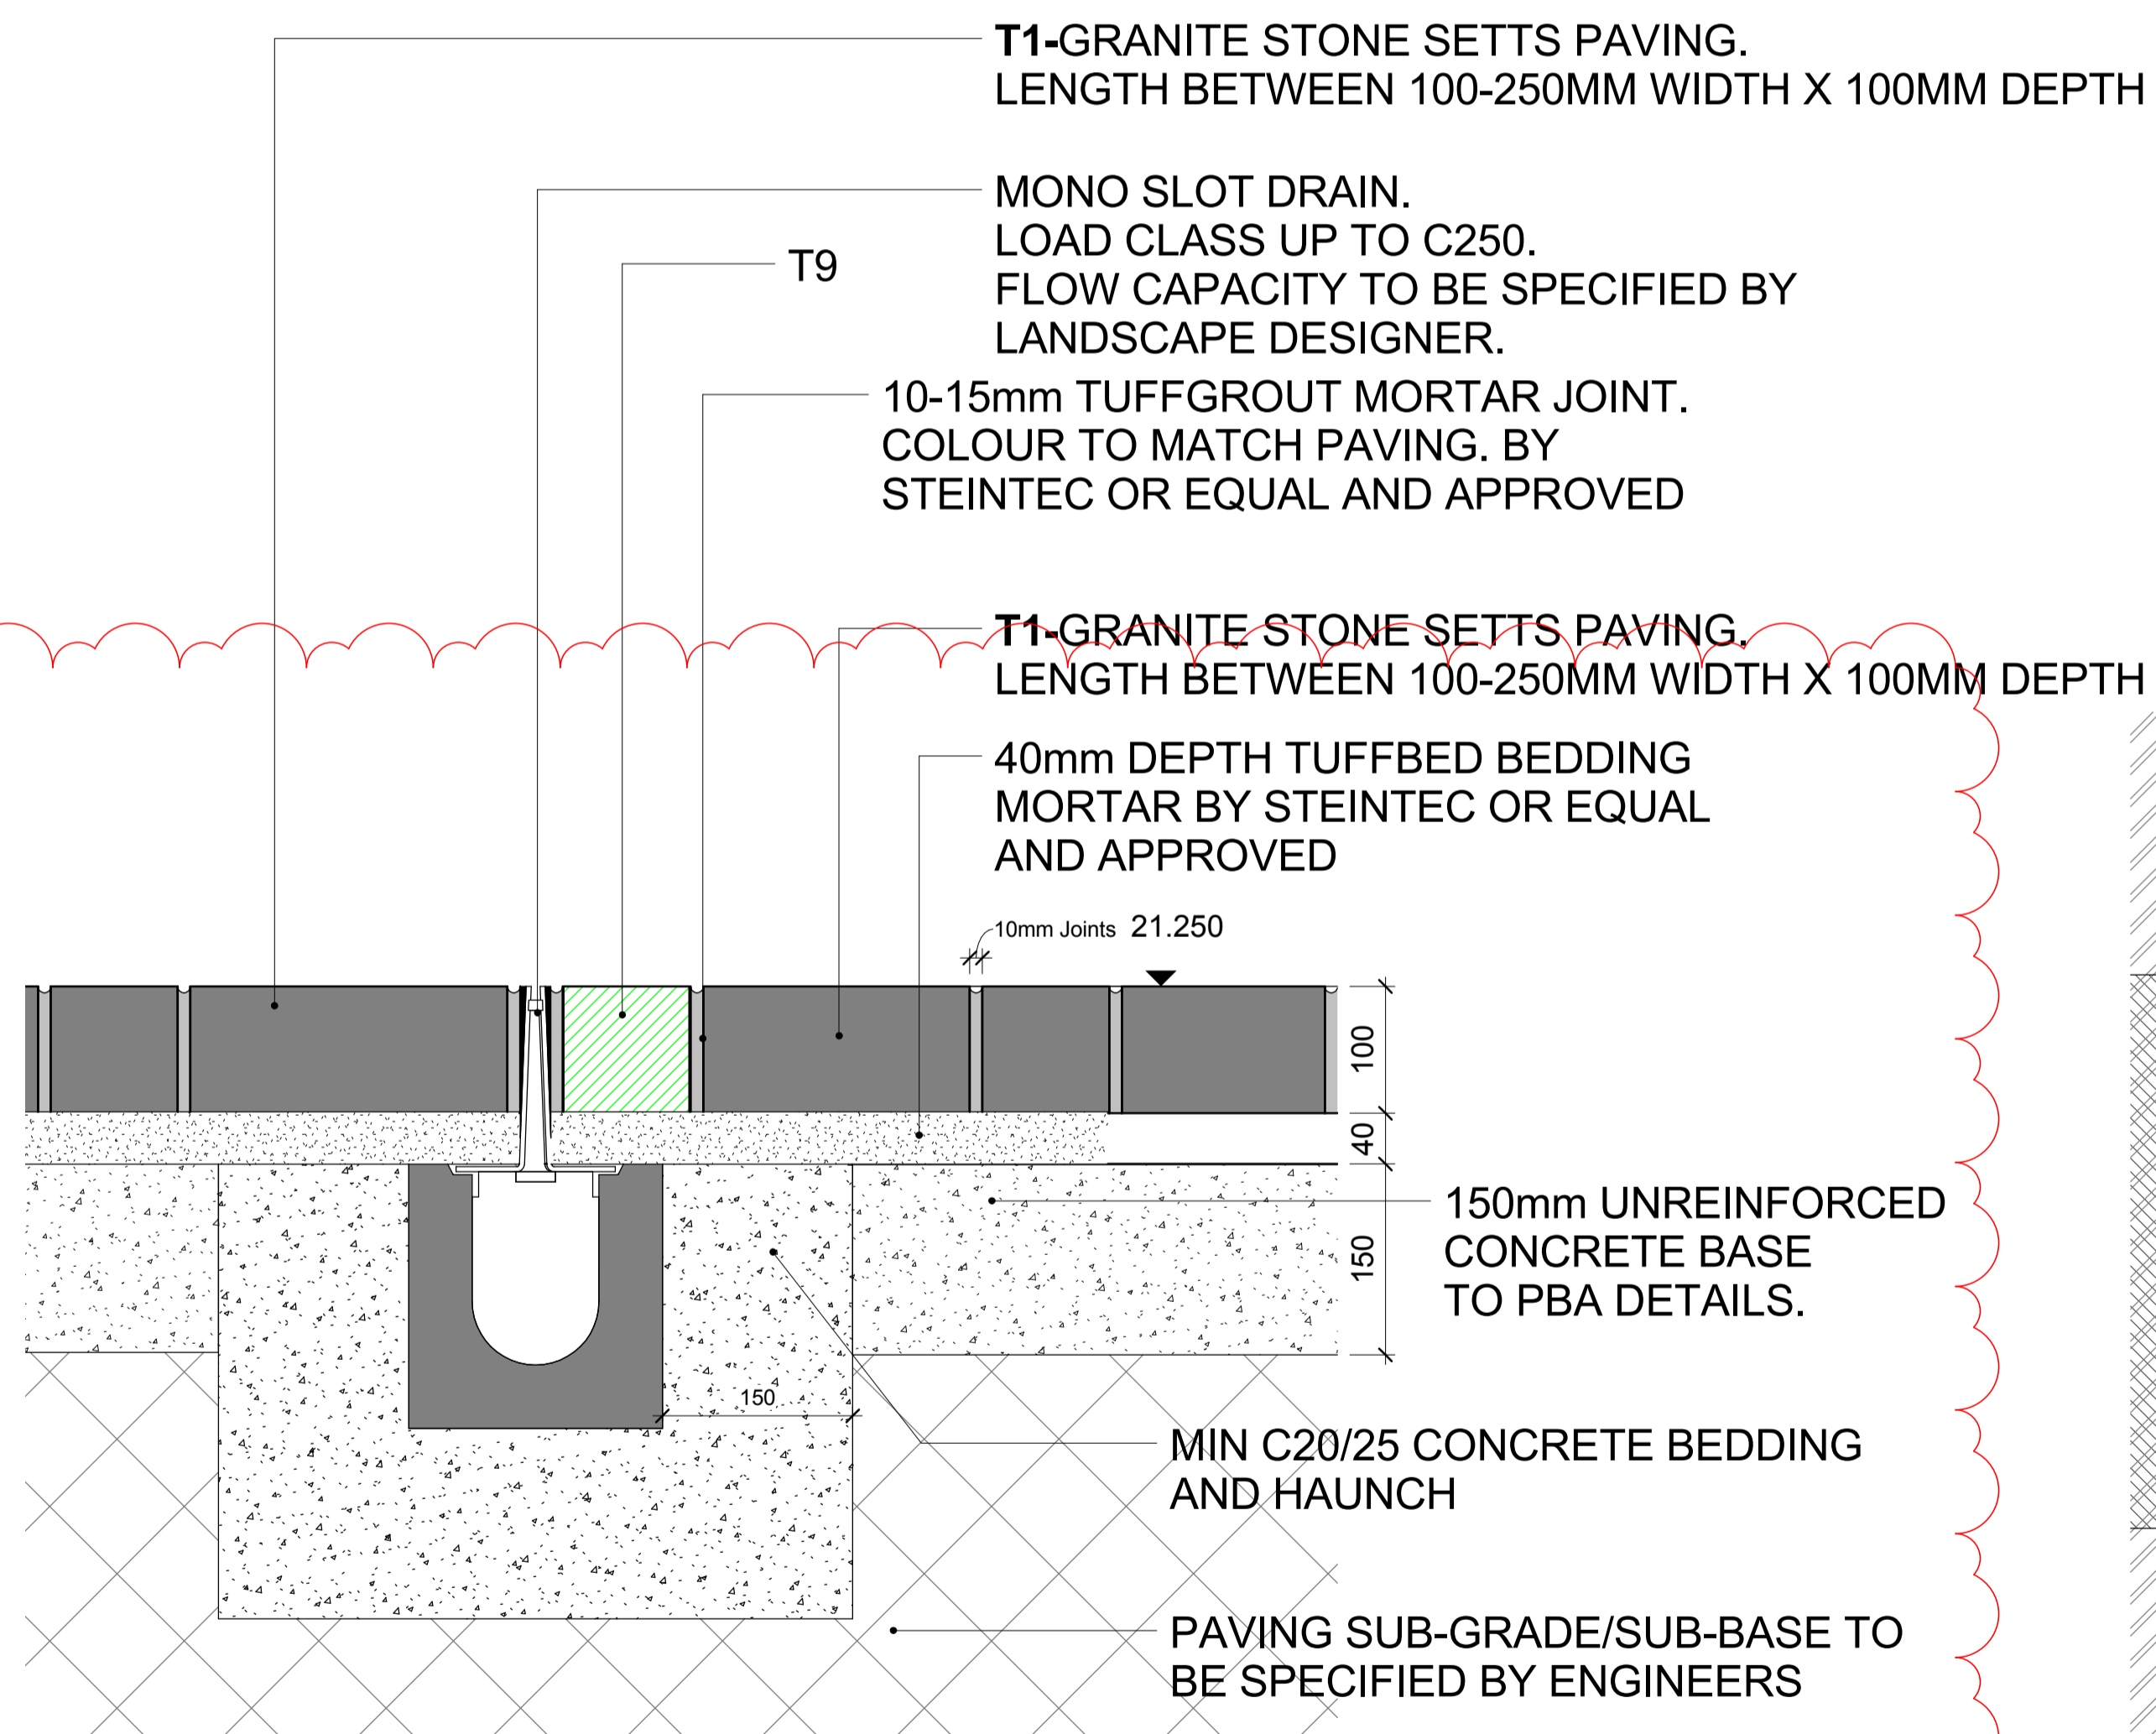 T1-GRANITE STONE SETTS PAVING.
LENGTH BETWEEN 100-250MM WIDTH X 100MM DEPTH
MONO SLOT DRAIN.
LOAD CLASS UP TO C250.
FLOW CAPACITY TO BE SPECIFIED BY
LANDSCAPE DESIGNER.
T9
10-15mm TUFFGROUT MORTAR JOINT.
COLOUR TO MATCH PAVING. BY
STEINTEC OR EQUAL AND APPROVED
T1-GRANITE STONE SETTS PAVING.
LENGTH BETWEEN 100-250MM WIDTH X 100MM DEPTH
40mm DEPTH TUFFBED BEDDING
MORTAR BY STEINTEC OR EQUAL
AND APPROVED
10mm Joints 21.250
100
40
150
150mm UNREINFORCED
CONCRETE BASE
TO PBA DETAILS.
150
MIN C20/25 CONCRETE BEDDING
AND HAUNCH
PAVING SUB-GRADE/SUB-BASE TO
BE SPECIFIED BY ENGINEERS